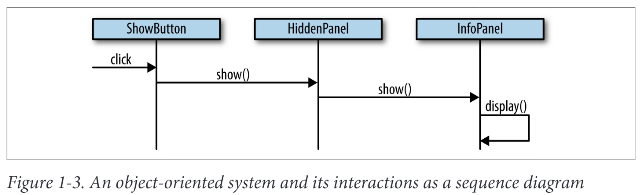 ShowButton HiddenPanel InfoPanel
click
show()
show()
display()
Figure 1-3. An object-oriented system and its interactions as a sequence diagram